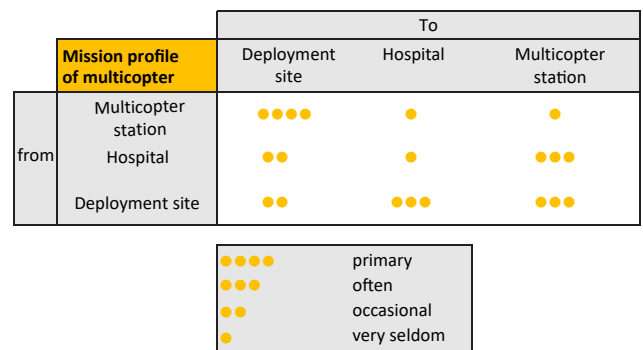 To
Mission profile
of multicopter
Deployment
site
Hospital
Multicopter
station
from
Multicopter
station
Hospital
Deployment site
primary
often
occasional
very seldom